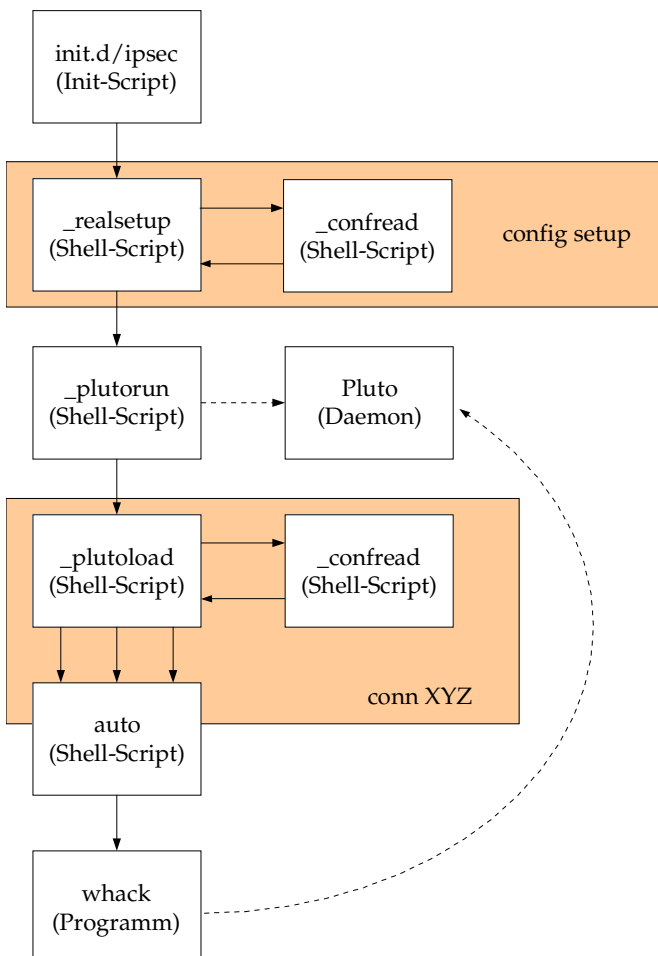 init.d/ipsec
(Init-Script)
_realsetup
(Shell-Script)
_confread
(Shell-Script)
config setup
_plutorun
(Shell-Script)
Pluto
(Daemon)
_plutoload
(Shell-Script)
_confread
(Shell-Script)
conn XYZ
auto
(Shell-Script)
whack
(Programm)